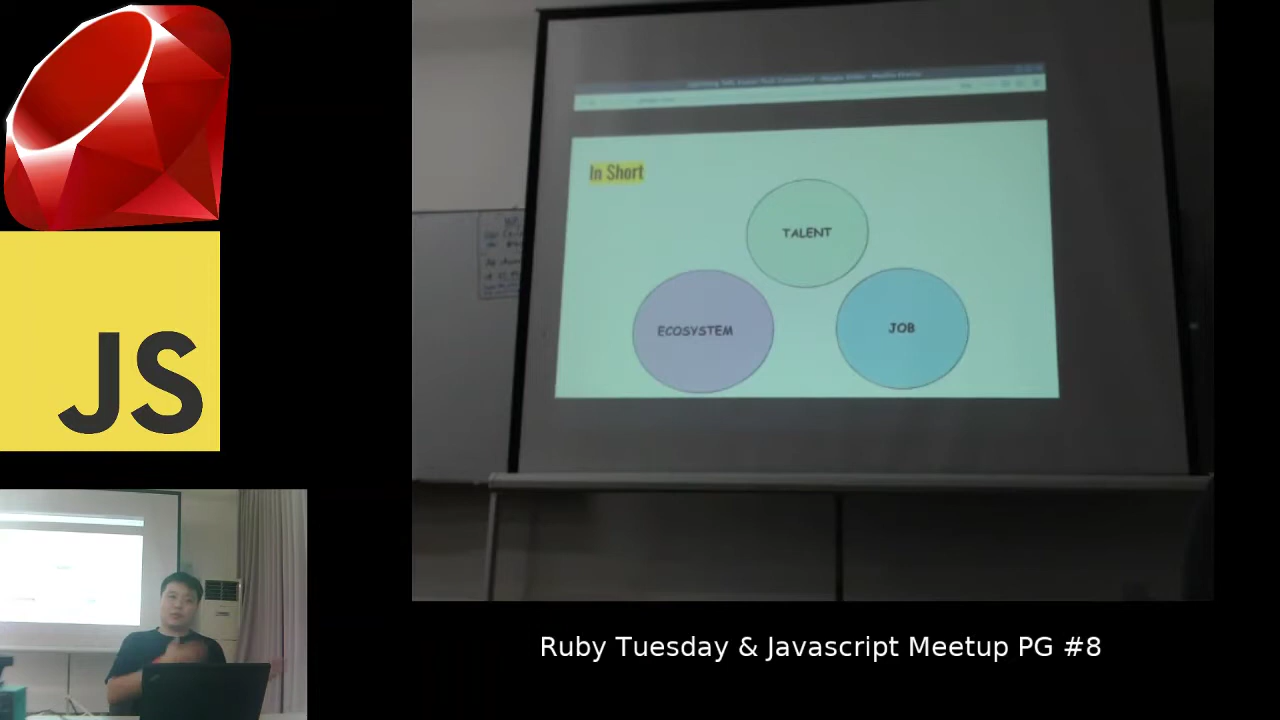 JS
In Short
TALENT
ECOSYSTEM
JOB
Ruby Tuesday & Javascript Meetup PG #8